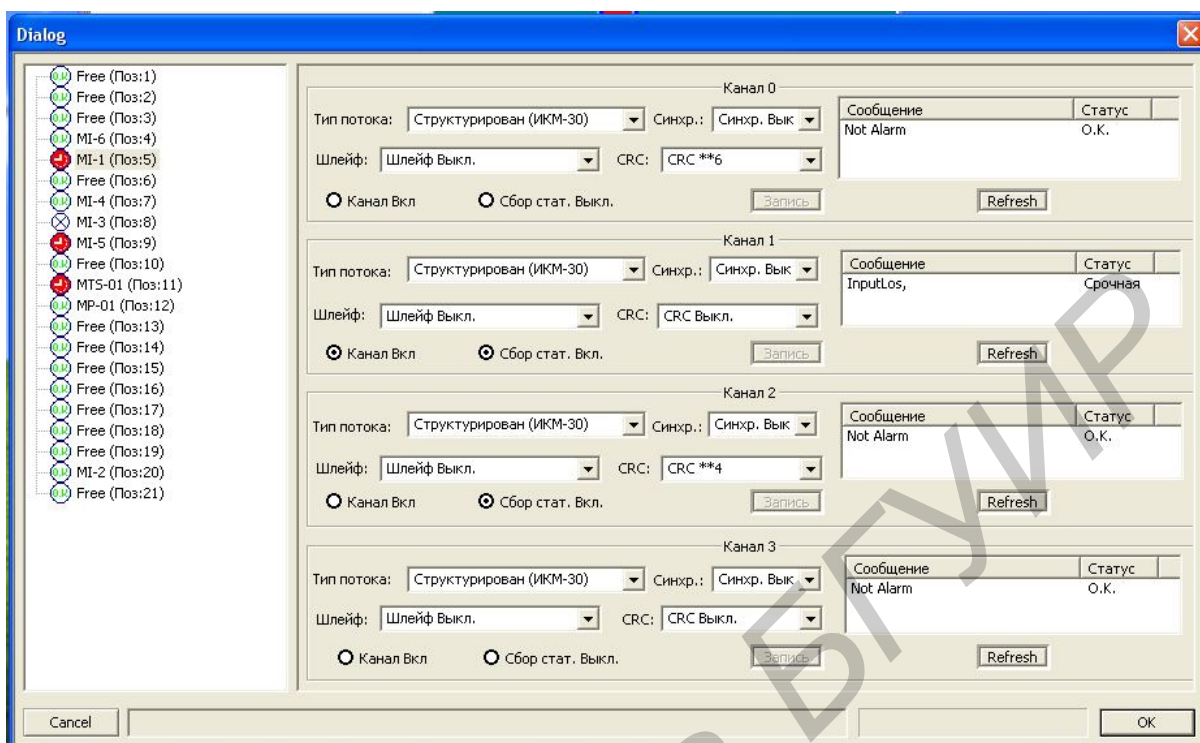 Dialog
O.K Free (Поз:1)
O.K Free (Поз:2)
O.K Free (Поз:3)
O.K MI-6 (Поз:4)
MI-1 (Поз:5)
O.K Free (Поз:6)
O.K MI-4 (Поз:7)
MI-3 (Поз:8)
MI-5 (Поз:9)
O.K Free (Поз:10)
MTS-01 (Поз:11)
O.K MP-01 (Поз:12)
O.K Free (Поз:13)
O.K Free (Поз:14)
O.K Free (Поз:15)
O.K Free (Поз:16)
O.K Free (Поз:17)
O.K Free (Поз:18)
O.K Free (Поз:19)
O.K MI-2 (Поз:20)
O.K Free (Поз:21)
Канал 0
Тип потока: Структурирован (ИКМ-30) Синхр.: Синхр. Вык
Шлейф: Шлейф Выкл. CRC: CRC **6
Канал Вкл Сбор стат. Выкл. Запись
Сообщение Статус
Not Alarm O.K.
Refresh
Канал 1
Тип потока: Структурирован (ИКМ-30) Синхр.: Синхр. Вык
Шлейф: Шлейф Выкл. CRC: CRC Выкл.
Канал Вкл Сбор стат. Вкл. Запись
Сообщение Статус
InputLos, Срочная
Refresh
Канал 2
Тип потока: Структурирован (ИКМ-30) Синхр.: Синхр. Вык
Шлейф: Шлейф Выкл. CRC: CRC **4
Канал Вкл Сбор стат. Вкл. Запись
Сообщение Статус
Not Alarm O.K.
Refresh
Канал 3
Тип потока: Структурирован (ИКМ-30) Синхр.: Синхр. Вык
Шлейф: Шлейф Выкл. CRC: CRC Выкл.
Канал Вкл Сбор стат. Выкл. Запись
Сообщение Статус
Not Alarm O.K.
Refresh
Cancel OK
БГУИР